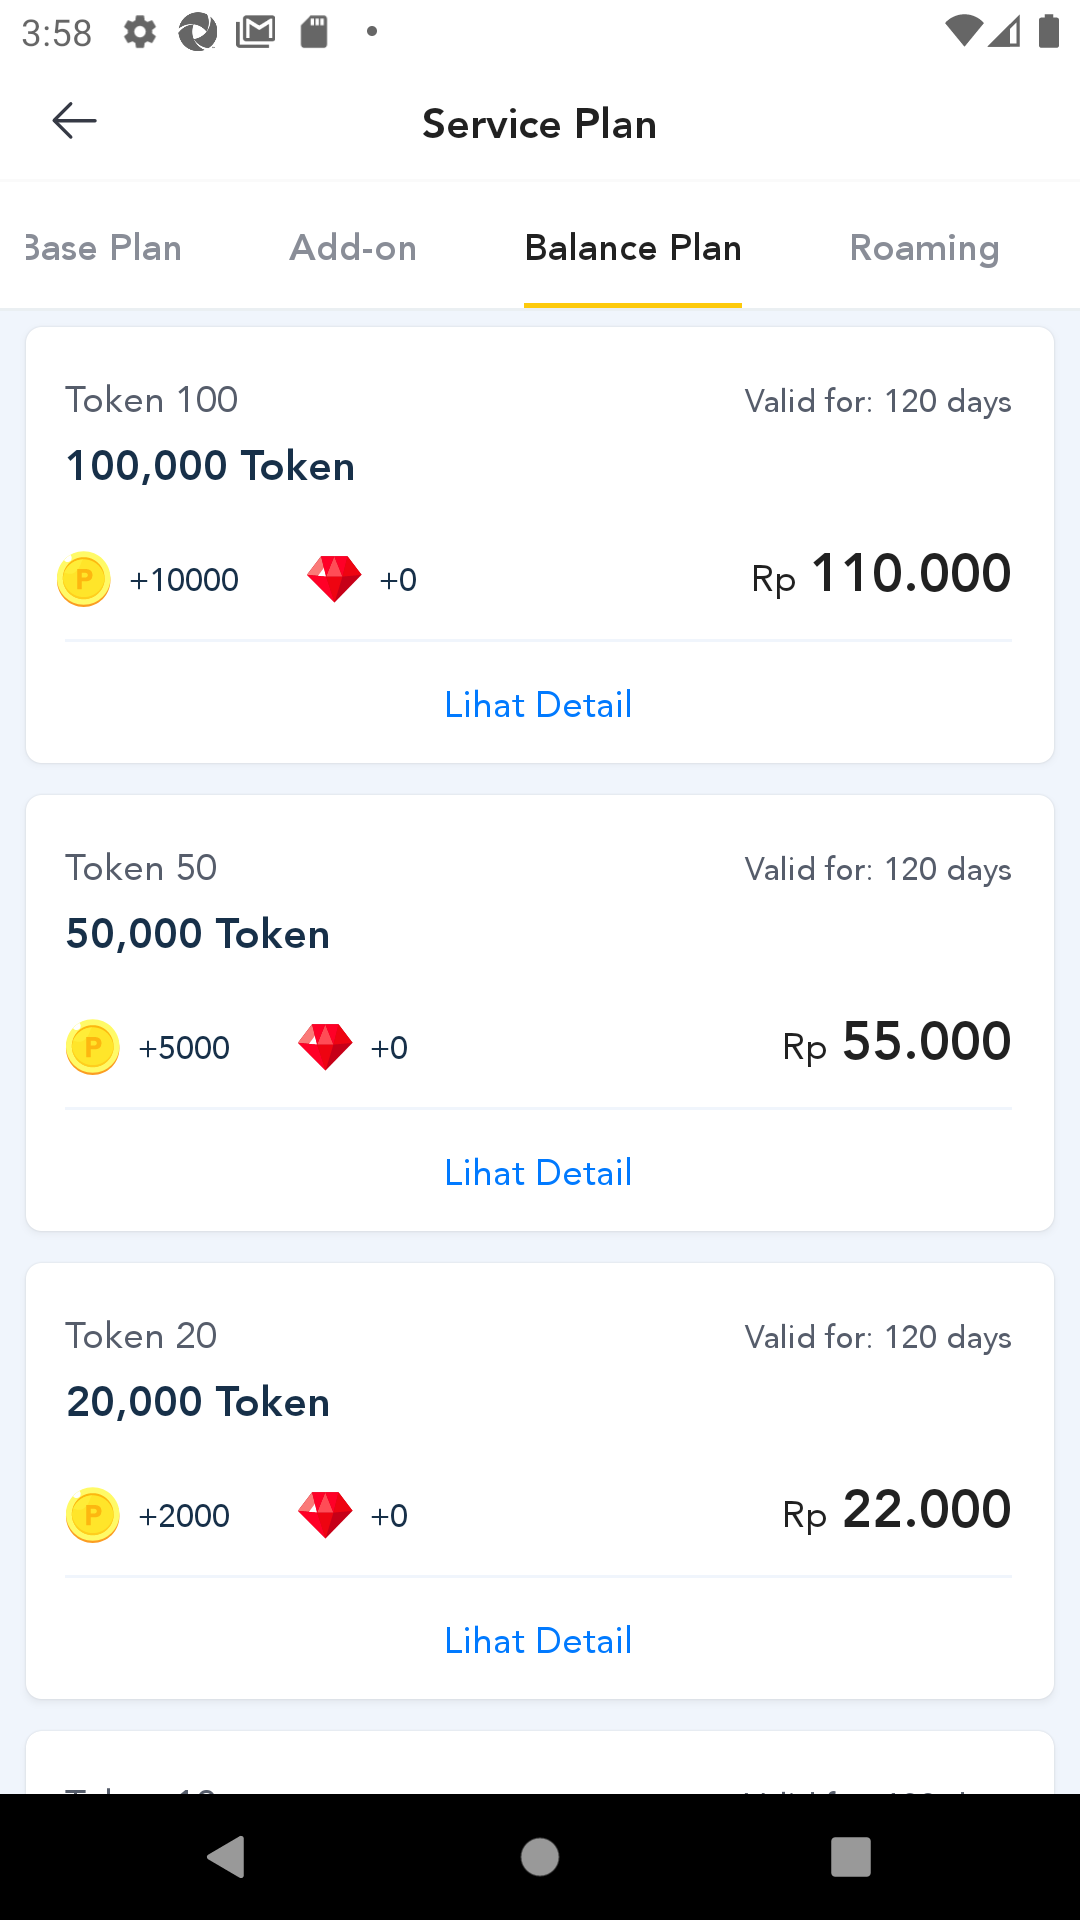 3:58
Service Plan
Base Plan Add-on Balance Plan Roaming
Token 100 Valid for: 120 days
100,000 Token
P +10000 +0 Rp 110.000
Lihat Detail
Token 50 Valid for: 120 days
50,000 Token
P +5000 +0 Rp 55.000
Lihat Detail
Token 20 Valid for: 120 days
20,000 Token
P +2000 +0 Rp 22.000
Lihat Detail